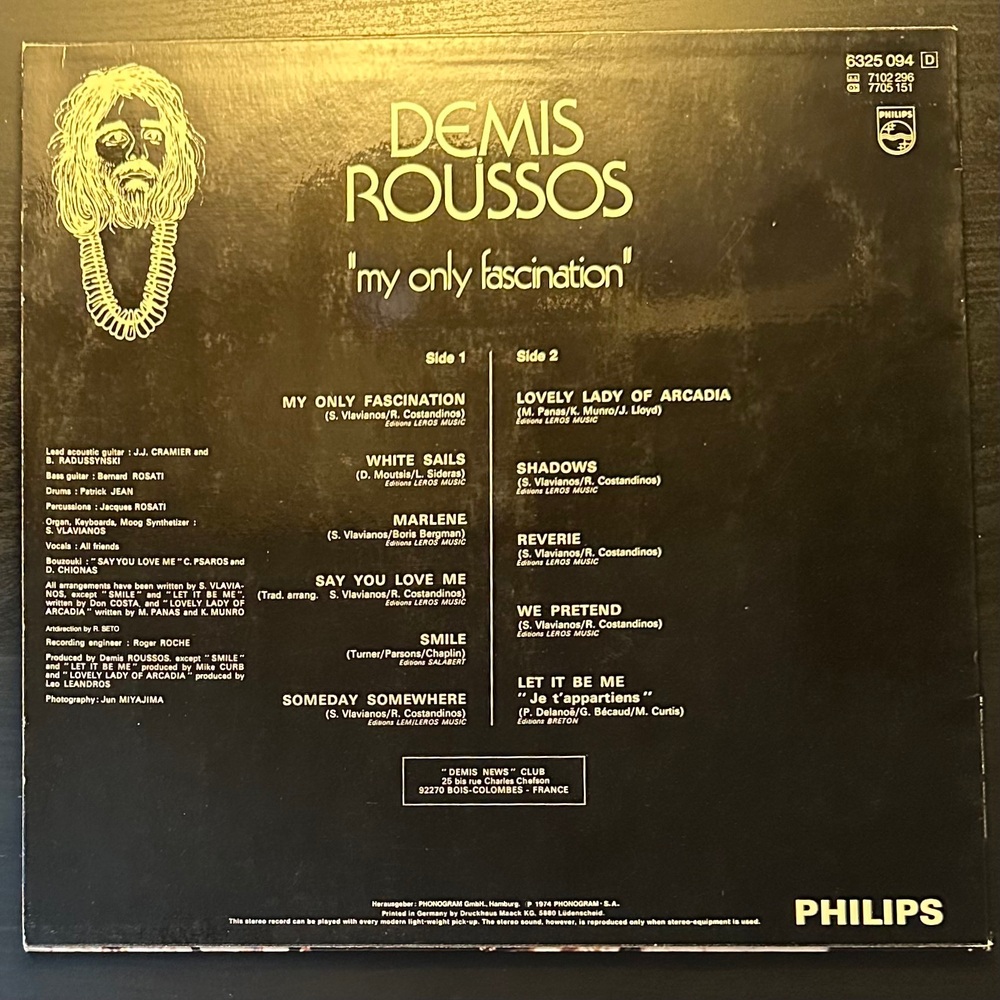 6325 094 D
7102 296
7705 151
PHILIPS
DEMIS
ROUSSOS
"my only fascination"
Side 1
MY ONLY FASCINATION
(S. Vlavianos/R. Costandinos)
Editions LEROS MUSIC
WHITE SAILS
(D. Moutsis/L. Sideras)
Editions LEROS MUSIC
MARLENE
(S. Vlavianos/Boris Bergman)
Editions LEROS MUSIC
SAY YOU LOVE ME
(Trad. arrang. S. Vlavianos/R. Costandinos)
Editions LEROS MUSIC
SMILE
(Turner/Parsons/Chaplin)
Editions SALABERT
SOMEDAY SOMEWHERE
(S. Vlavianos/R. Costandinos)
Editions LEM/LEROS MUSIC
Side 2
LOVELY LADY OF ARCADIA
(M. Panas/K. Munro/J. Lloyd)
Editions LEROS MUSIC
SHADOWS
(S. Vlavianos/R. Costandinos)
Editions LEROS MUSIC
REVERIE
(S. Vlavianos/R. Costandinos)
Editions LEROS MUSIC
WE PRETEND
(S. Vlavianos/R. Costandinos)
Editions LEROS MUSIC
LET IT BE ME
"Je t'appartiens"
(P. Delanoë/G. Bécaud/M. Curtis)
Editions BRETON
Lead acoustic guitar : J.J. CRAMIER and
B. RADUSSYNSKI
Bass guitar : Bernard ROSATI
Drums : Patrick JEAN
Percussions : Jacques ROSATI
Organ, Keyboards, Moog Synthetizer :
S. VLAVIANOS
Vocals : All friends
Bouzouki : "SAY YOU LOVE ME" C. PSAROS and
D. CHIONAS
All arrangements have been written by S. VLAVIA-
NOS, except "SMILE" and "LET IT BE ME",
written by Don COSTA, and "LOVELY LADY OF
ARCADIA" written by M. PANAS and K. MUNRO
Artdirection by R. SETO
Recording engineer : Roger ROCHE
Produced by Demis ROUSSOS, except "SMILE"
and "LET IT BE ME" produced by Mike CURB
and "LOVELY LADY OF ARCADIA" produced by
Leo LEANDROS
Photography : Jun MIYAJIMA
"DEMIS NEWS" CLUB
25 bis rue Charles Chefson
92270 BOIS-COLOMBES - FRANCE
Herausgeber : PHONOGRAM GmbH., Hamburg. Ⓟ 1974 PHONOGRAM - S.A.
Printed in Germany by Druckhaus Maack KG, 5880 Lüdenscheid.
This stereo record can be played with every modern light-weight pick-up. The stereo sound, however, is reproduced only when stereo-equipment is used.
PHILIPS